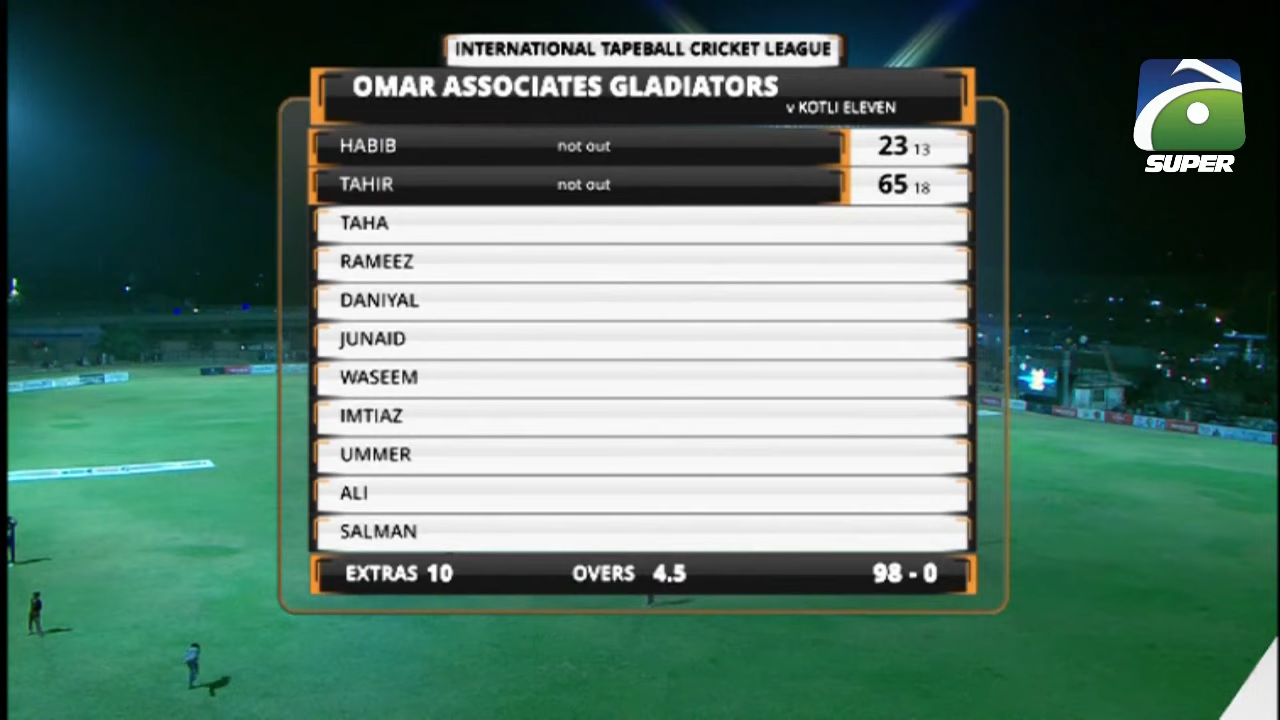 INTERNATIONAL TAPEBALL CRICKET LEAGUE
OMAR ASSOCIATES GLADIATORS
v KOTLI ELEVEN
SUPER
HABIB not out 23 13
TAHIR not out 65 18
TAHA
RAMEEZ
DANIYAL
JUNAID
WASEEM
IMTIAZ
UMMER
ALI
SALMAN
EXTRAS 10 OVERS 4.5 98 - 0